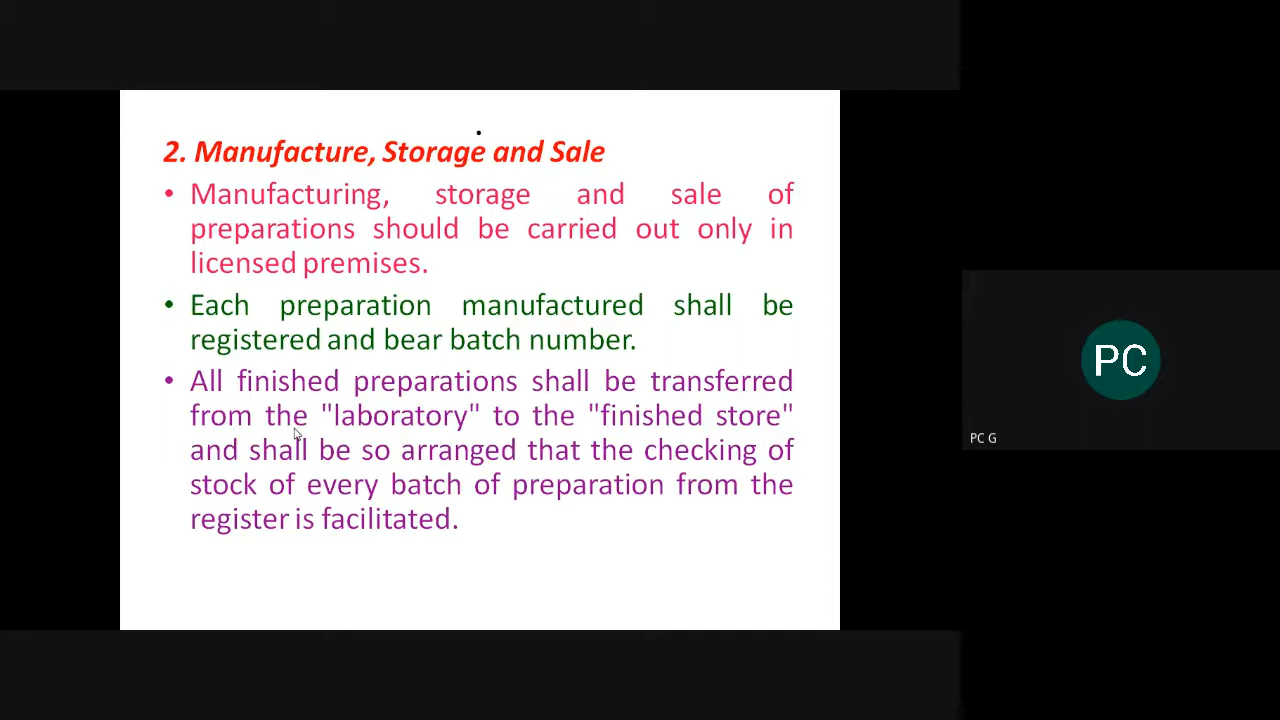 2. Manufacture, Storage and Sale
• Manufacturing, storage and sale of
preparations should be carried out only in
licensed premises.
• Each preparation manufactured shall be
registered and bear batch number.
• All finished preparations shall be transferred
from the "laboratory" to the "finished store"
and shall be so arranged that the checking of
stock of every batch of preparation from the
register is facilitated.
PC
PC G